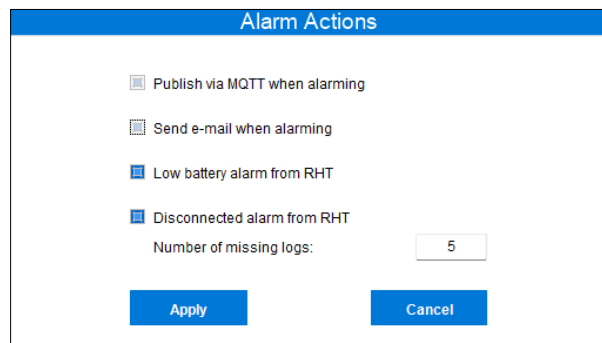 Alarm Actions
Publish via MQTT when alarming
Send e-mail when alarming
Low battery alarm from RHT
Disconnected alarm from RHT
Number of missing logs: 5
Apply Cancel